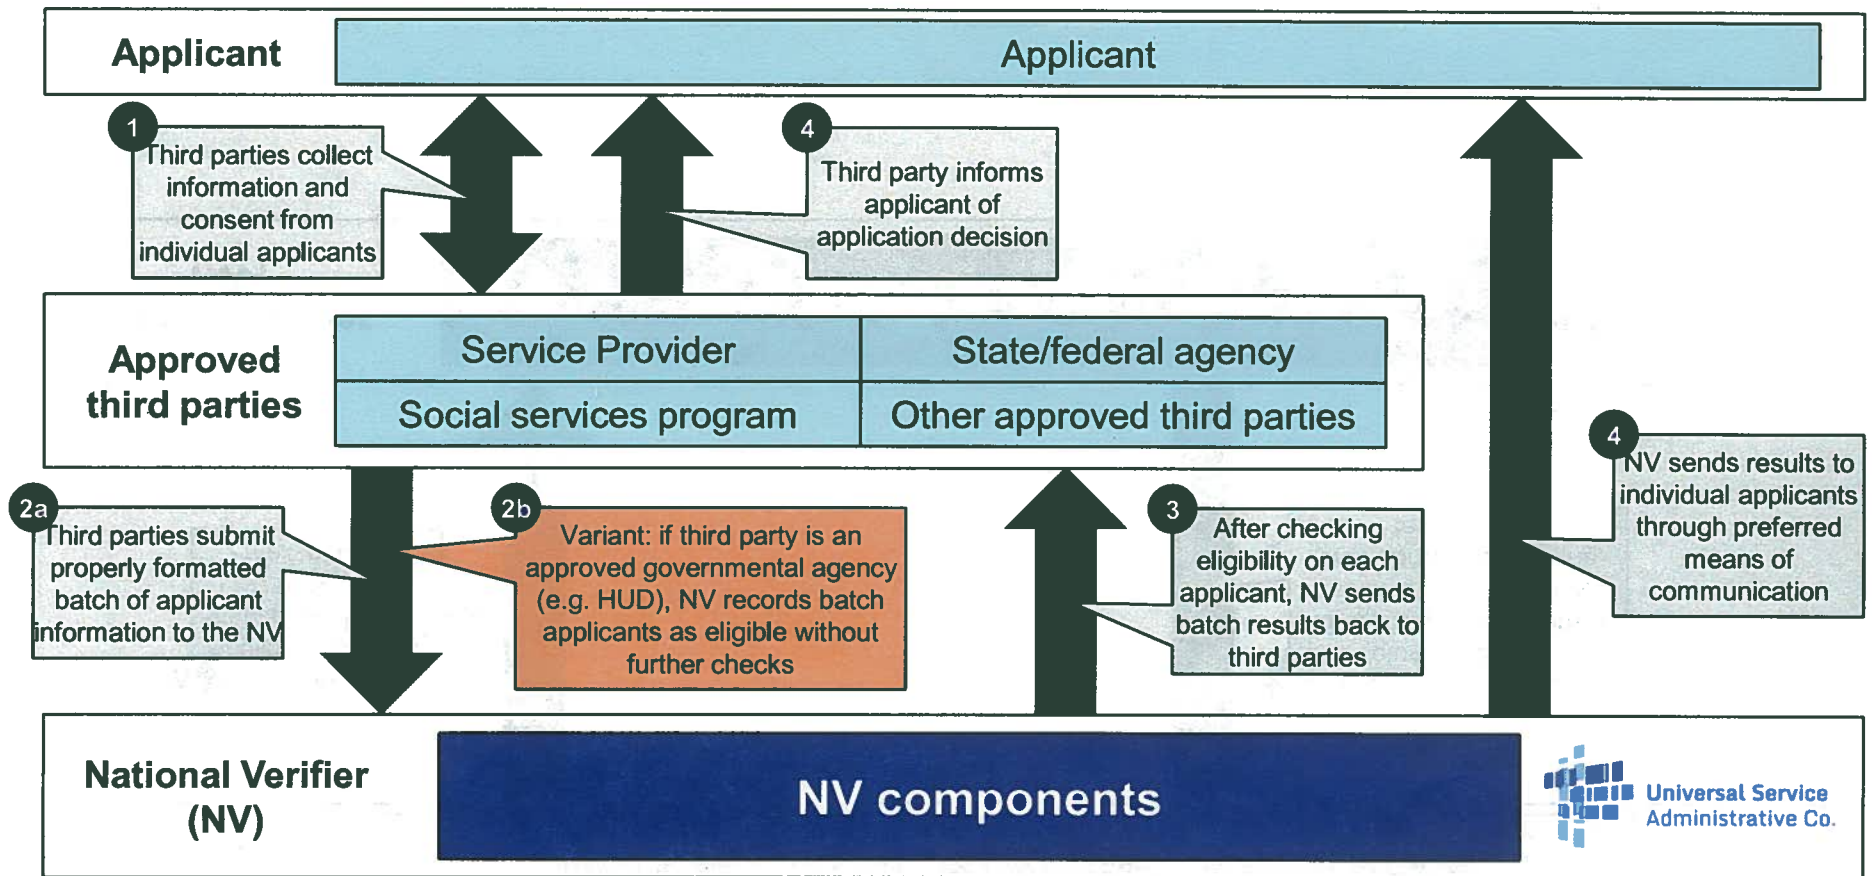 Applicant
Applicant
1
Third parties collect
information and
consent from
individual applicants
4
Third party informs
applicant of
application decision
Approved
third parties
Service Provider
State/federal agency
Social services program
Other approved third parties
2a
Third parties submit
properly formatted
batch of applicant
information to the NV
2b
Variant: if third party is an
approved governmental agency
(e.g. HUD), NV records batch
applicants as eligible without
further checks
3
After checking
eligibility on each
applicant, NV sends
batch results back to
third parties
4
NV sends results to
individual applicants
through preferred
means of
communication
National Verifier
(NV)
NV components
Universal Service
Administrative Co.